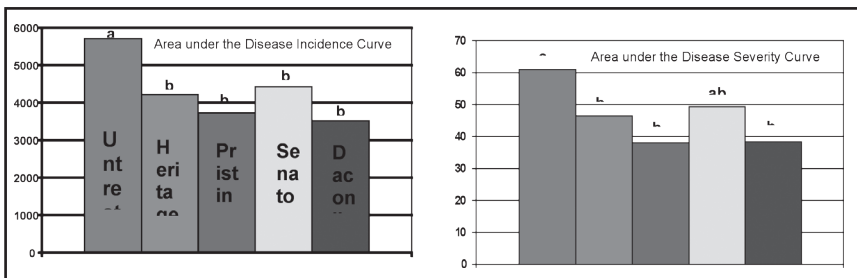 Area under the Disease Incidence Curve
6000
5000
4000
3000
2000
1000
0
a
b
b
b
b
U
nt
re
H
eri
ta
ge
Pr
ist
in
Se
na
to
D
ac
on
Area under the Disease Severity Curve
70
60
50
40
30
20
10
0
a
b
b
ab
b